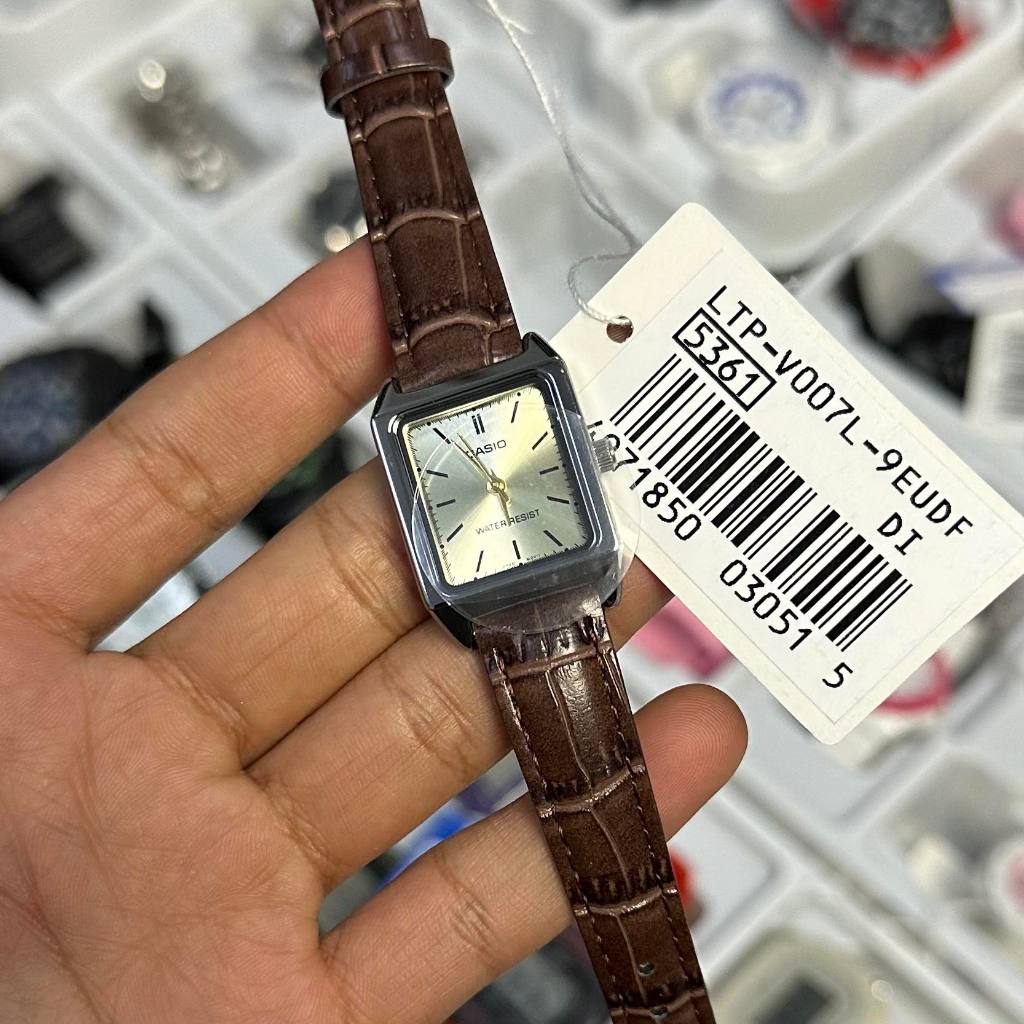 CASIO
WATER RESIST
LTP-V007L-9EUDF
5361
DI
4971850 03051 5